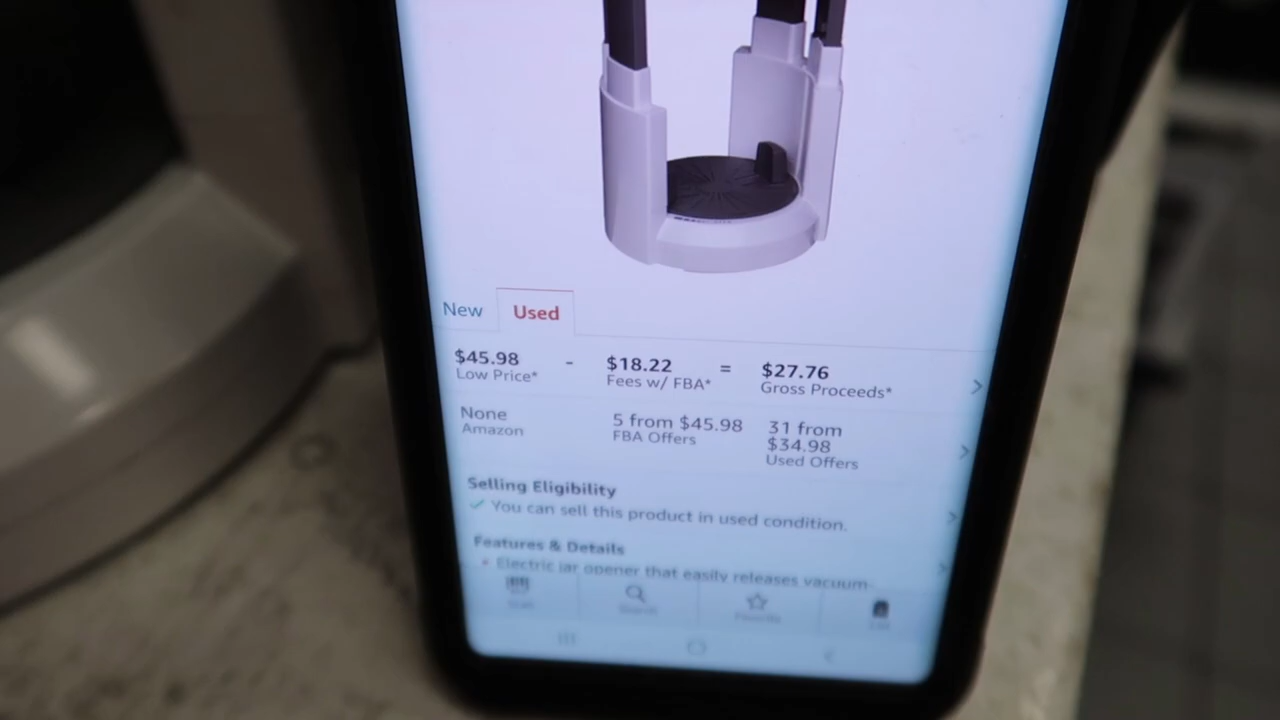 New
Used
$45.98
Low Price*
-
$18.22
Fees w/ FBA*
=
$27.76
Gross Proceeds*
None
Amazon
5 from $45.98
FBA Offers
31 from
$34.98
Used Offers
Selling Eligibility
You can sell this product in used condition.
Features & Details
• Electric jar opener that easily releases vacuum-
Search
Favorite